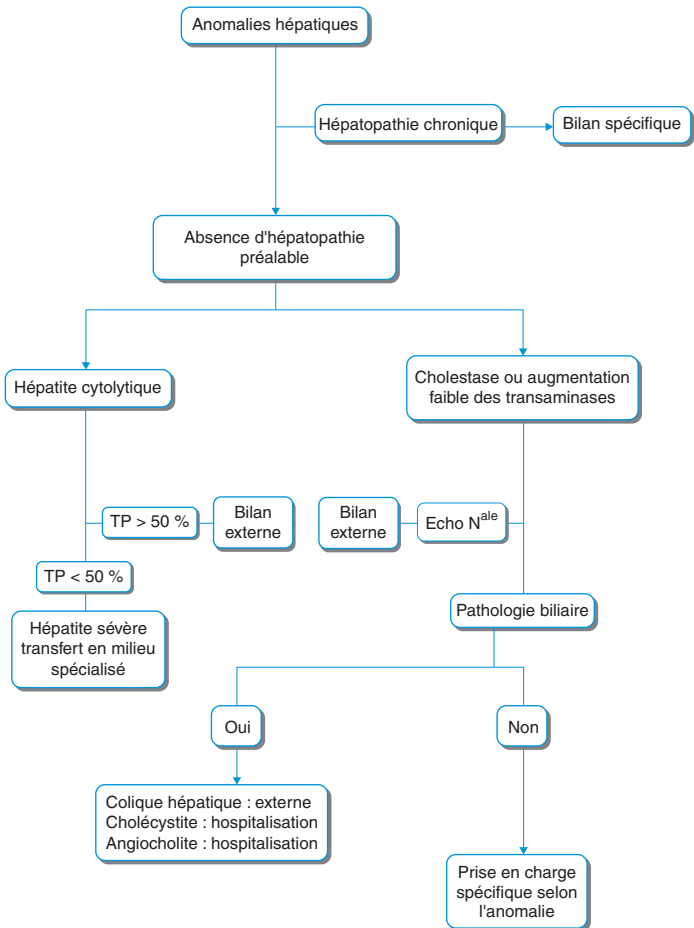 Anomalies hépatiques
Hépatopathie chronique
Bilan spécifique
Absence d'hépatopathie
préalable
Hépatite cytolytique
Cholestase ou augmentation
faible des transaminases
TP > 50 %
Bilan
externe
Bilan
externe
Echo Nale
TP < 50 %
Hépatite sévère
transfert en milieu
spécialisé
Pathologie biliaire
Oui
Non
Colique hépatique : externe
Cholécystite : hospitalisation
Angiocholite : hospitalisation
Prise en charge
spécifique selon
l'anomalie